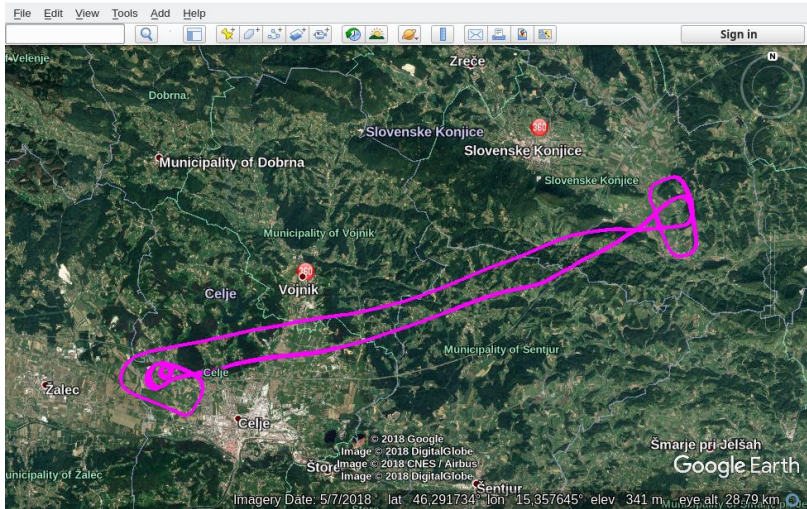 File Edit View Tools Add Help
Sign in
N
Velenje
Zreče
Dobrna
Slovenske Konjice
360
Slovenske Konjice
Municipality of Dobrna
Slovenske Konjice
Municipality of Vojnik
360
Vojnik
Celje
Municipality of Šentjur
Celje
Žalec
Celje
© 2018 Google
Image © 2018 DigitalGlobe
Image © 2018 CNES / Airbus
Image © 2018 DigitalGlobe
Štore
Šmarje pri Jelšah
Google Earth
unicipality of Žalec
Šentjur
Store
Imagery Date: 5/7/2018 lat 46,291734° lon 15,357645° elev 341 m eye alt 28.79 km